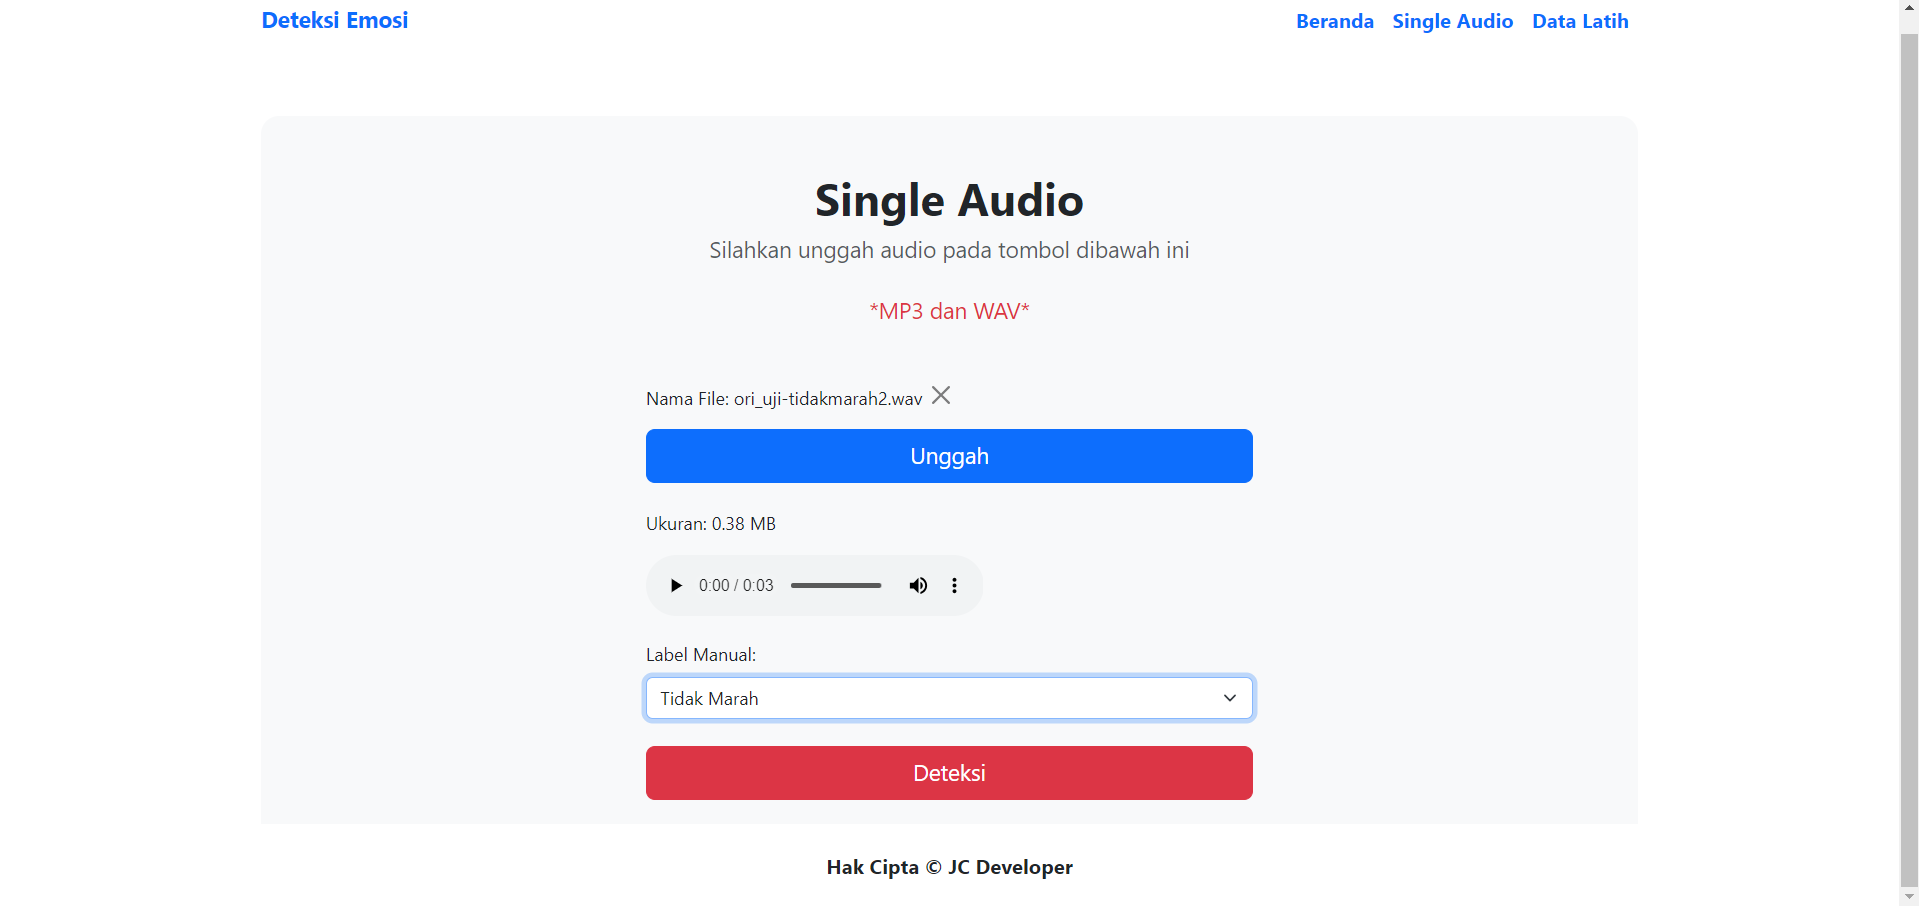 Deteksi Emosi
Beranda Single Audio Data Latih
Single Audio
Silahkan unggah audio pada tombol dibawah ini
*MP3 dan WAV*
Nama File: ori_uji-tidakmarah2.wav
Unggah
Ukuran: 0.38 MB
0:00 / 0:03
Label Manual:
Tidak Marah
Deteksi
Hak Cipta © JC Developer